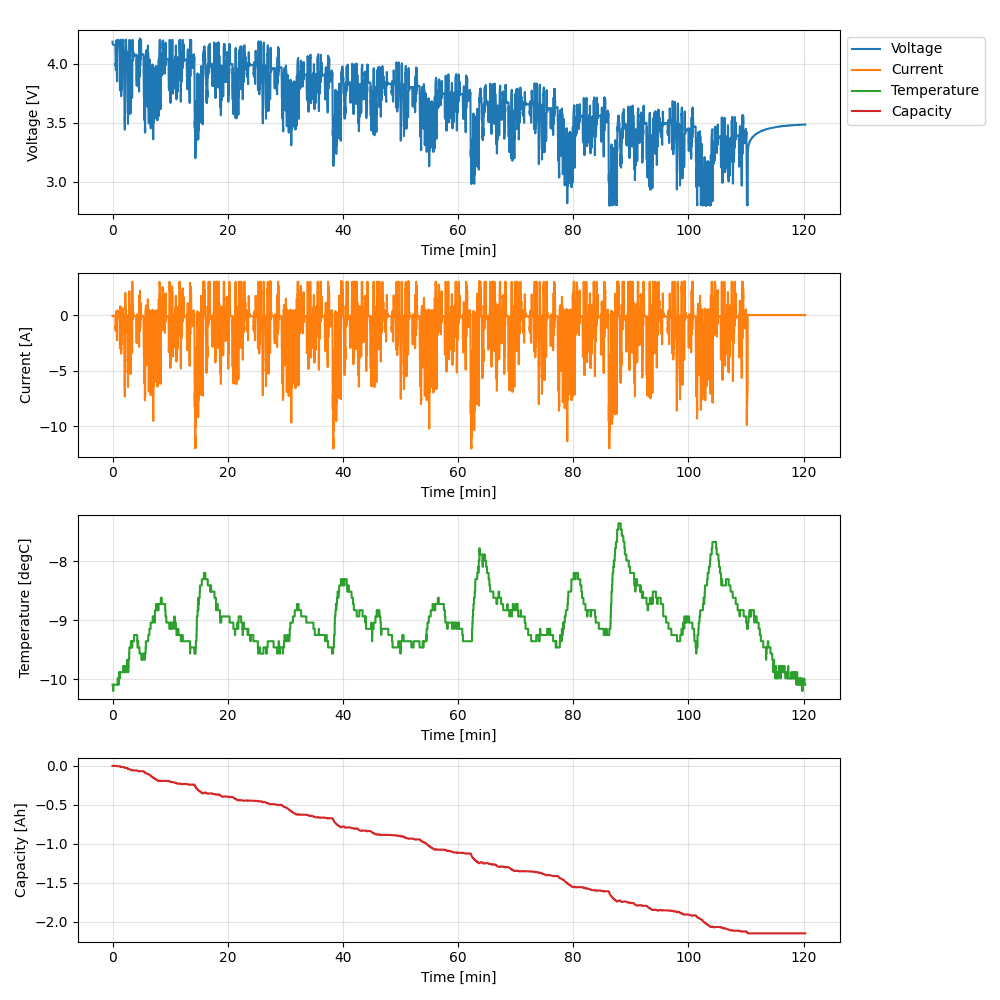 4.0
3.5
3.0
Voltage [V]
0 20 40 60 80 100 120
Time [min]
Voltage
Current
Temperature
Capacity
0
−5
−10
Current [A]
0 20 40 60 80 100 120
Time [min]
−8
−9
−10
Temperature [degC]
0 20 40 60 80 100 120
Time [min]
0.0
−0.5
−1.0
−1.5
−2.0
Capacity [Ah]
0 20 40 60 80 100 120
Time [min]